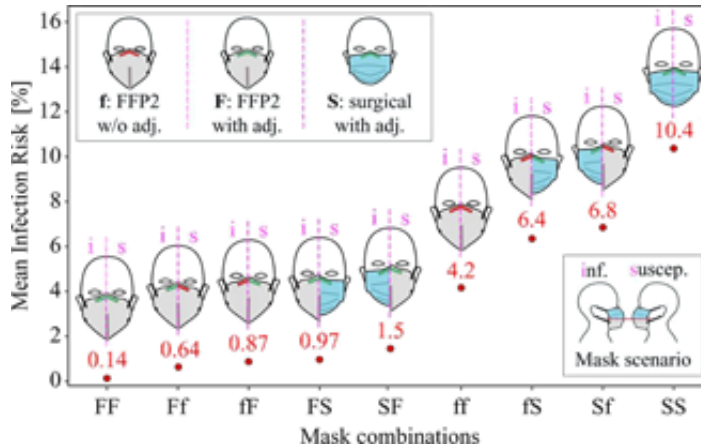 16
14
12
10
8
6
4
2
0
Mean Infection Risk [%]
f: FFP2
w/o adj.
F: FFP2
with adj.
S: surgical
with adj.
i s
i s
i s
i s
i s
i s
i s
i s
i s
0.14
0.64
0.87
0.97
1.5
4.2
6.4
6.8
10.4
inf. suscep.
Mask scenario
FF Ff fF FS SF ff fS Sf SS
Mask combinations